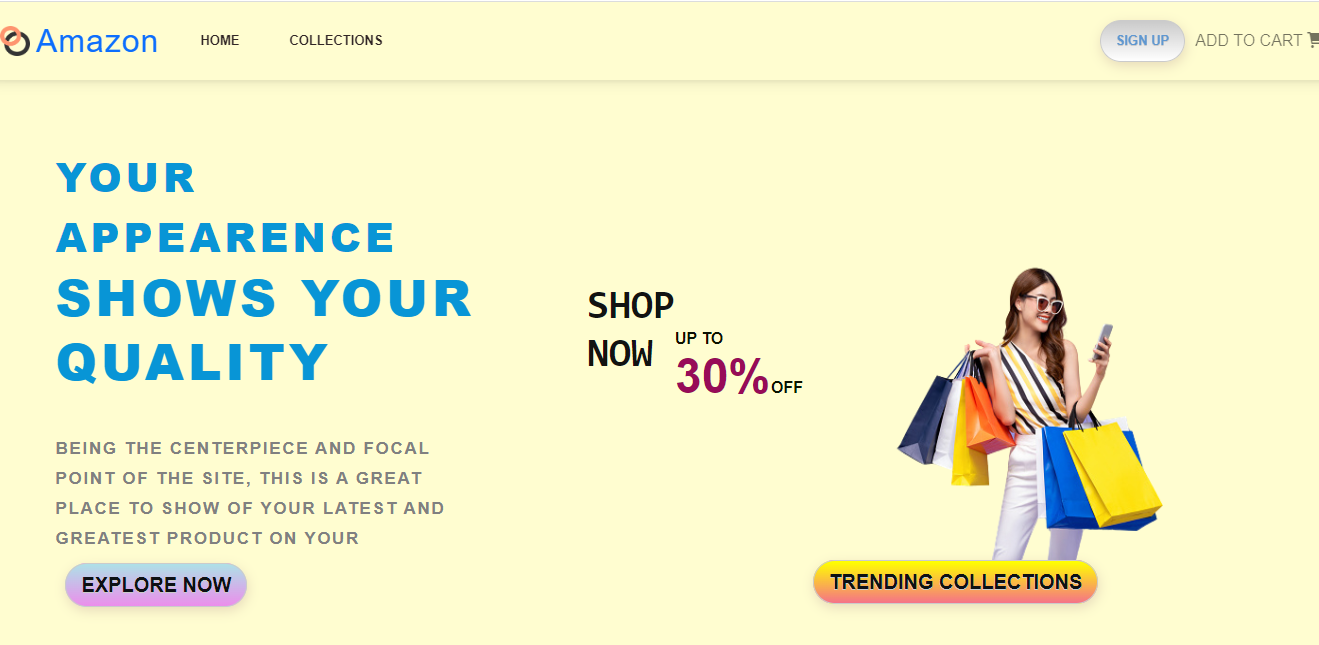 Amazon HOME COLLECTIONS SIGN UP ADD TO CART
YOUR
APPEARENCE
SHOWS YOUR
QUALITY
BEING THE CENTERPIECE AND FOCAL
POINT OF THE SITE, THIS IS A GREAT
PLACE TO SHOW OF YOUR LATEST AND
GREATEST PRODUCT ON YOUR
EXPLORE NOW
SHOP
NOW
UP TO
30% OFF
TRENDING COLLECTIONS